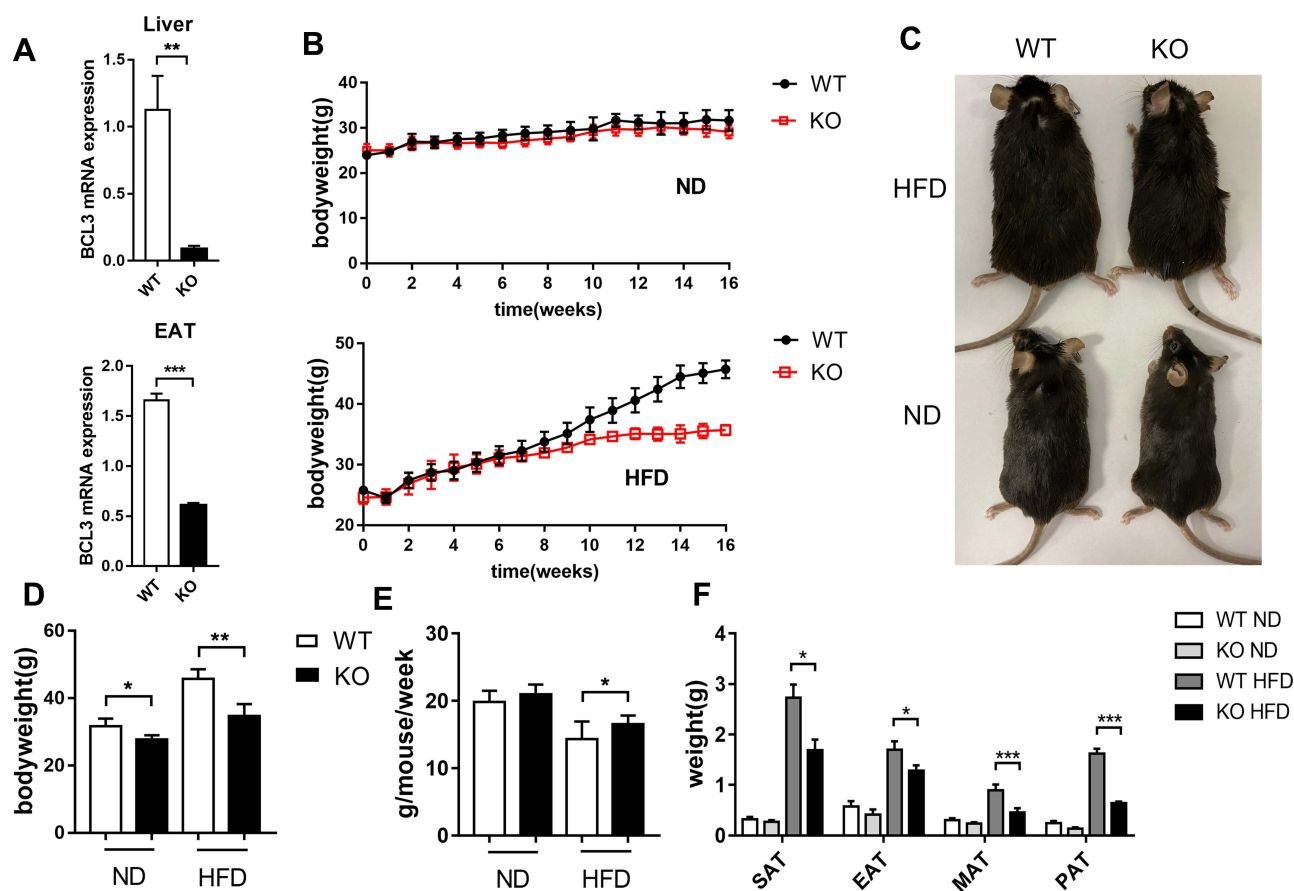 A
Liver
**
BCL3 mRNA expression
1.5
1.0
0.5
0.0
WT
KO
EAT
***
BCL3 mRNA expression
2.0
1.5
1.0
0.5
0.0
WT
KO
B
bodyweight(g)
40
30
20
10
0
0 2 4 6 8 10 12 14 16
time(weeks)
ND
WT
KO
bodyweight(g)
50
40
30
20
0 2 4 6 8 10 12 14 16
time(weeks)
HFD
WT
KO
C
WT KO
HFD
ND
D
bodyweight(g)
60
40
20
0
*
**
ND HFD
WT
KO
E
g/mouse/week
30
20
10
0
*
ND HFD
F
weight(g)
4
3
2
1
0
*
*
***
***
SAT EAT MAT PAT
WT ND
KO ND
WT HFD
KO HFD